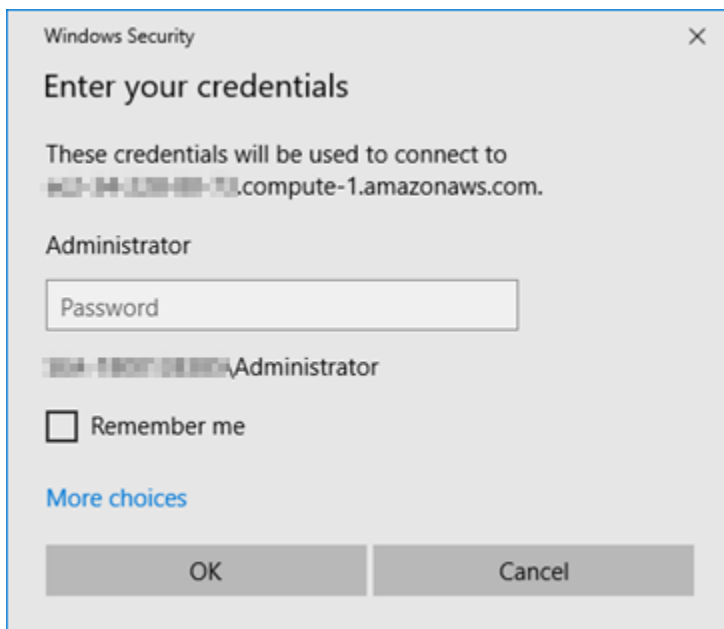 Windows Security
Enter your credentials
These credentials will be used to connect to
.compute-1.amazonaws.com.
Administrator
Password
\Administrator
Remember me
More choices
OK
Cancel